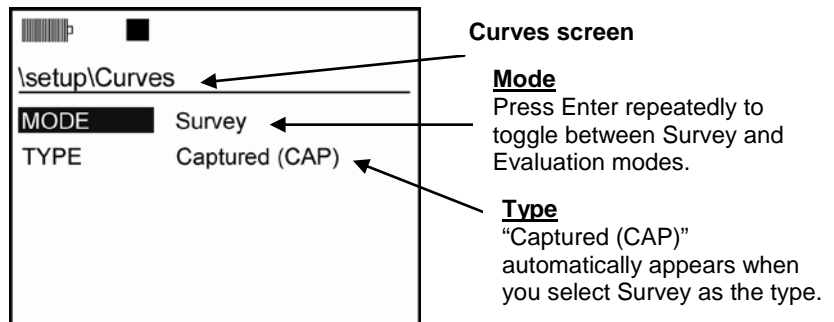 Curves screen
\setup\Curves
MODE Survey
TYPE Captured (CAP)
Mode
Press Enter repeatedly to
toggle between Survey and
Evaluation modes.
Type
“Captured (CAP)”
automatically appears when
you select Survey as the type.